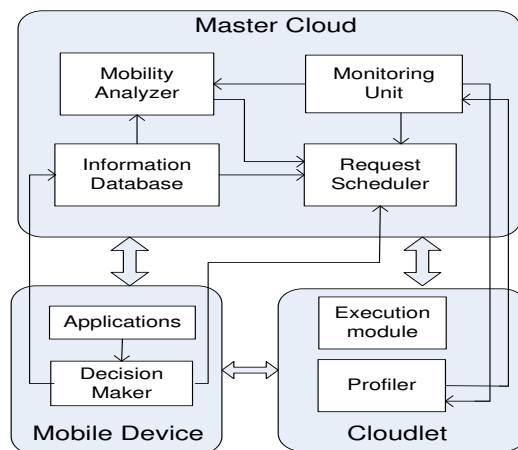 Master Cloud
Mobility
Analyzer
Monitoring
Unit
Information
Database
Request
Scheduler
Applications
Decision
Maker
Mobile Device
Execution
module
Profiler
Cloudlet